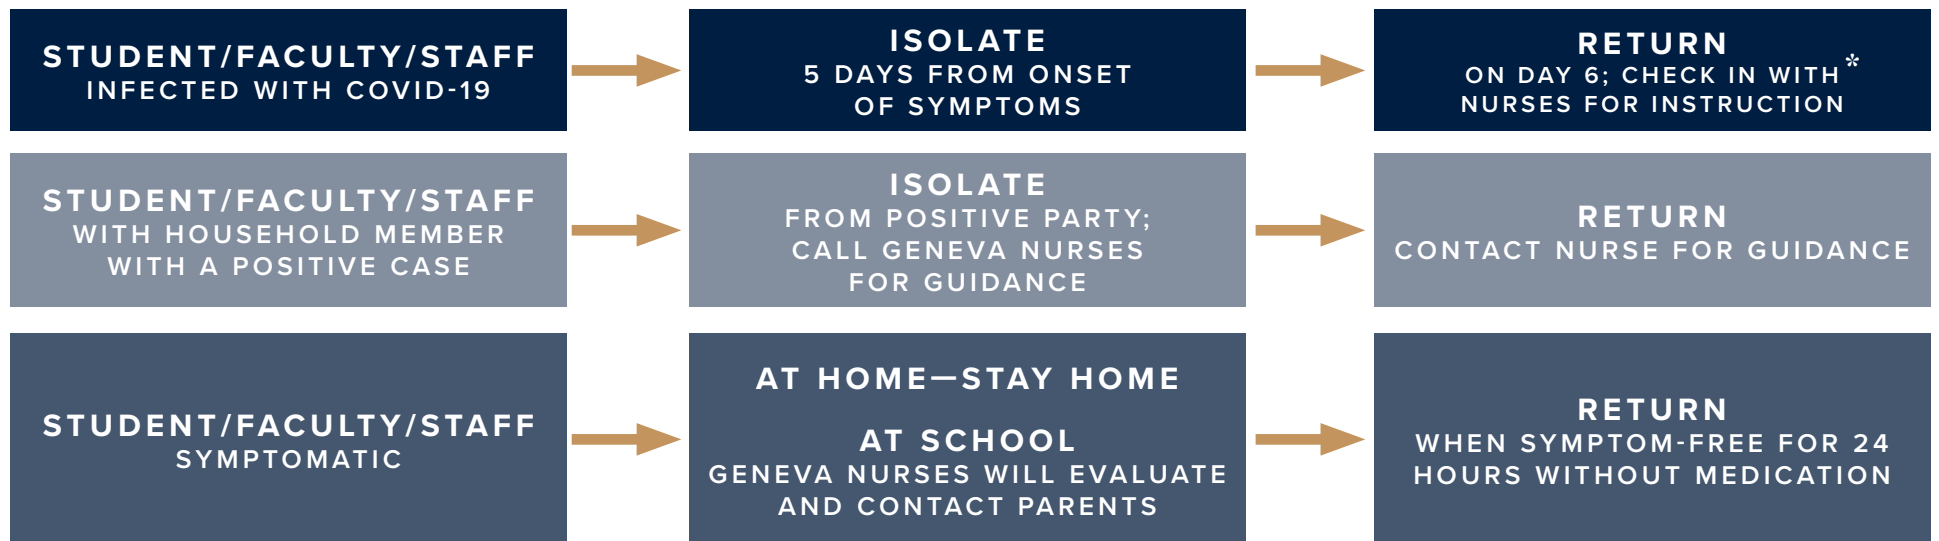 STUDENT/FACULTY/STAFF
INFECTED WITH COVID-19
ISOLATE
5 DAYS FROM ONSET
OF SYMPTOMS
RETURN
ON DAY 6; CHECK IN WITH*
NURSES FOR INSTRUCTION
STUDENT/FACULTY/STAFF
WITH HOUSEHOLD MEMBER
WITH A POSITIVE CASE
ISOLATE
FROM POSITIVE PARTY;
CALL GENEVA NURSES
FOR GUIDANCE
RETURN
CONTACT NURSE FOR GUIDANCE
STUDENT/FACULTY/STAFF
SYMPTOMATIC
AT HOME—STAY HOME
AT SCHOOL
GENEVA NURSES WILL EVALUATE
AND CONTACT PARENTS
RETURN
WHEN SYMPTOM-FREE FOR 24
HOURS WITHOUT MEDICATION